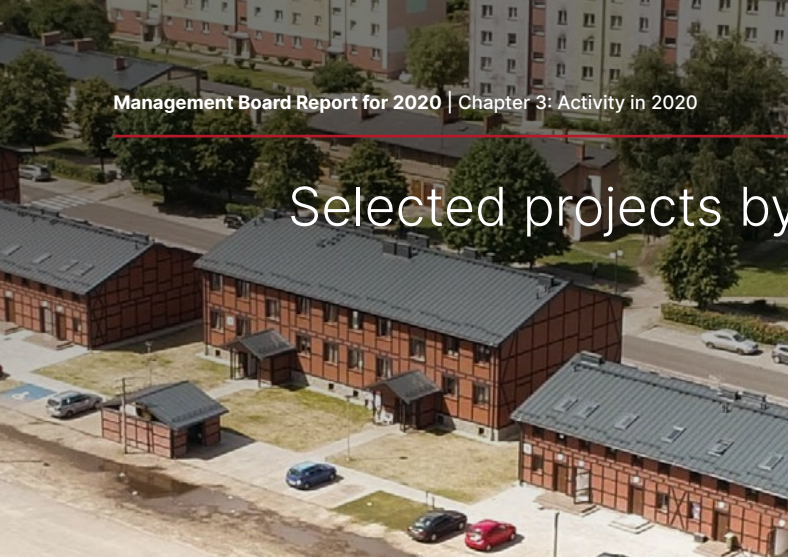 Management Board Report for 2020 | Chapter 3: Activity in 2020
Selected projects by